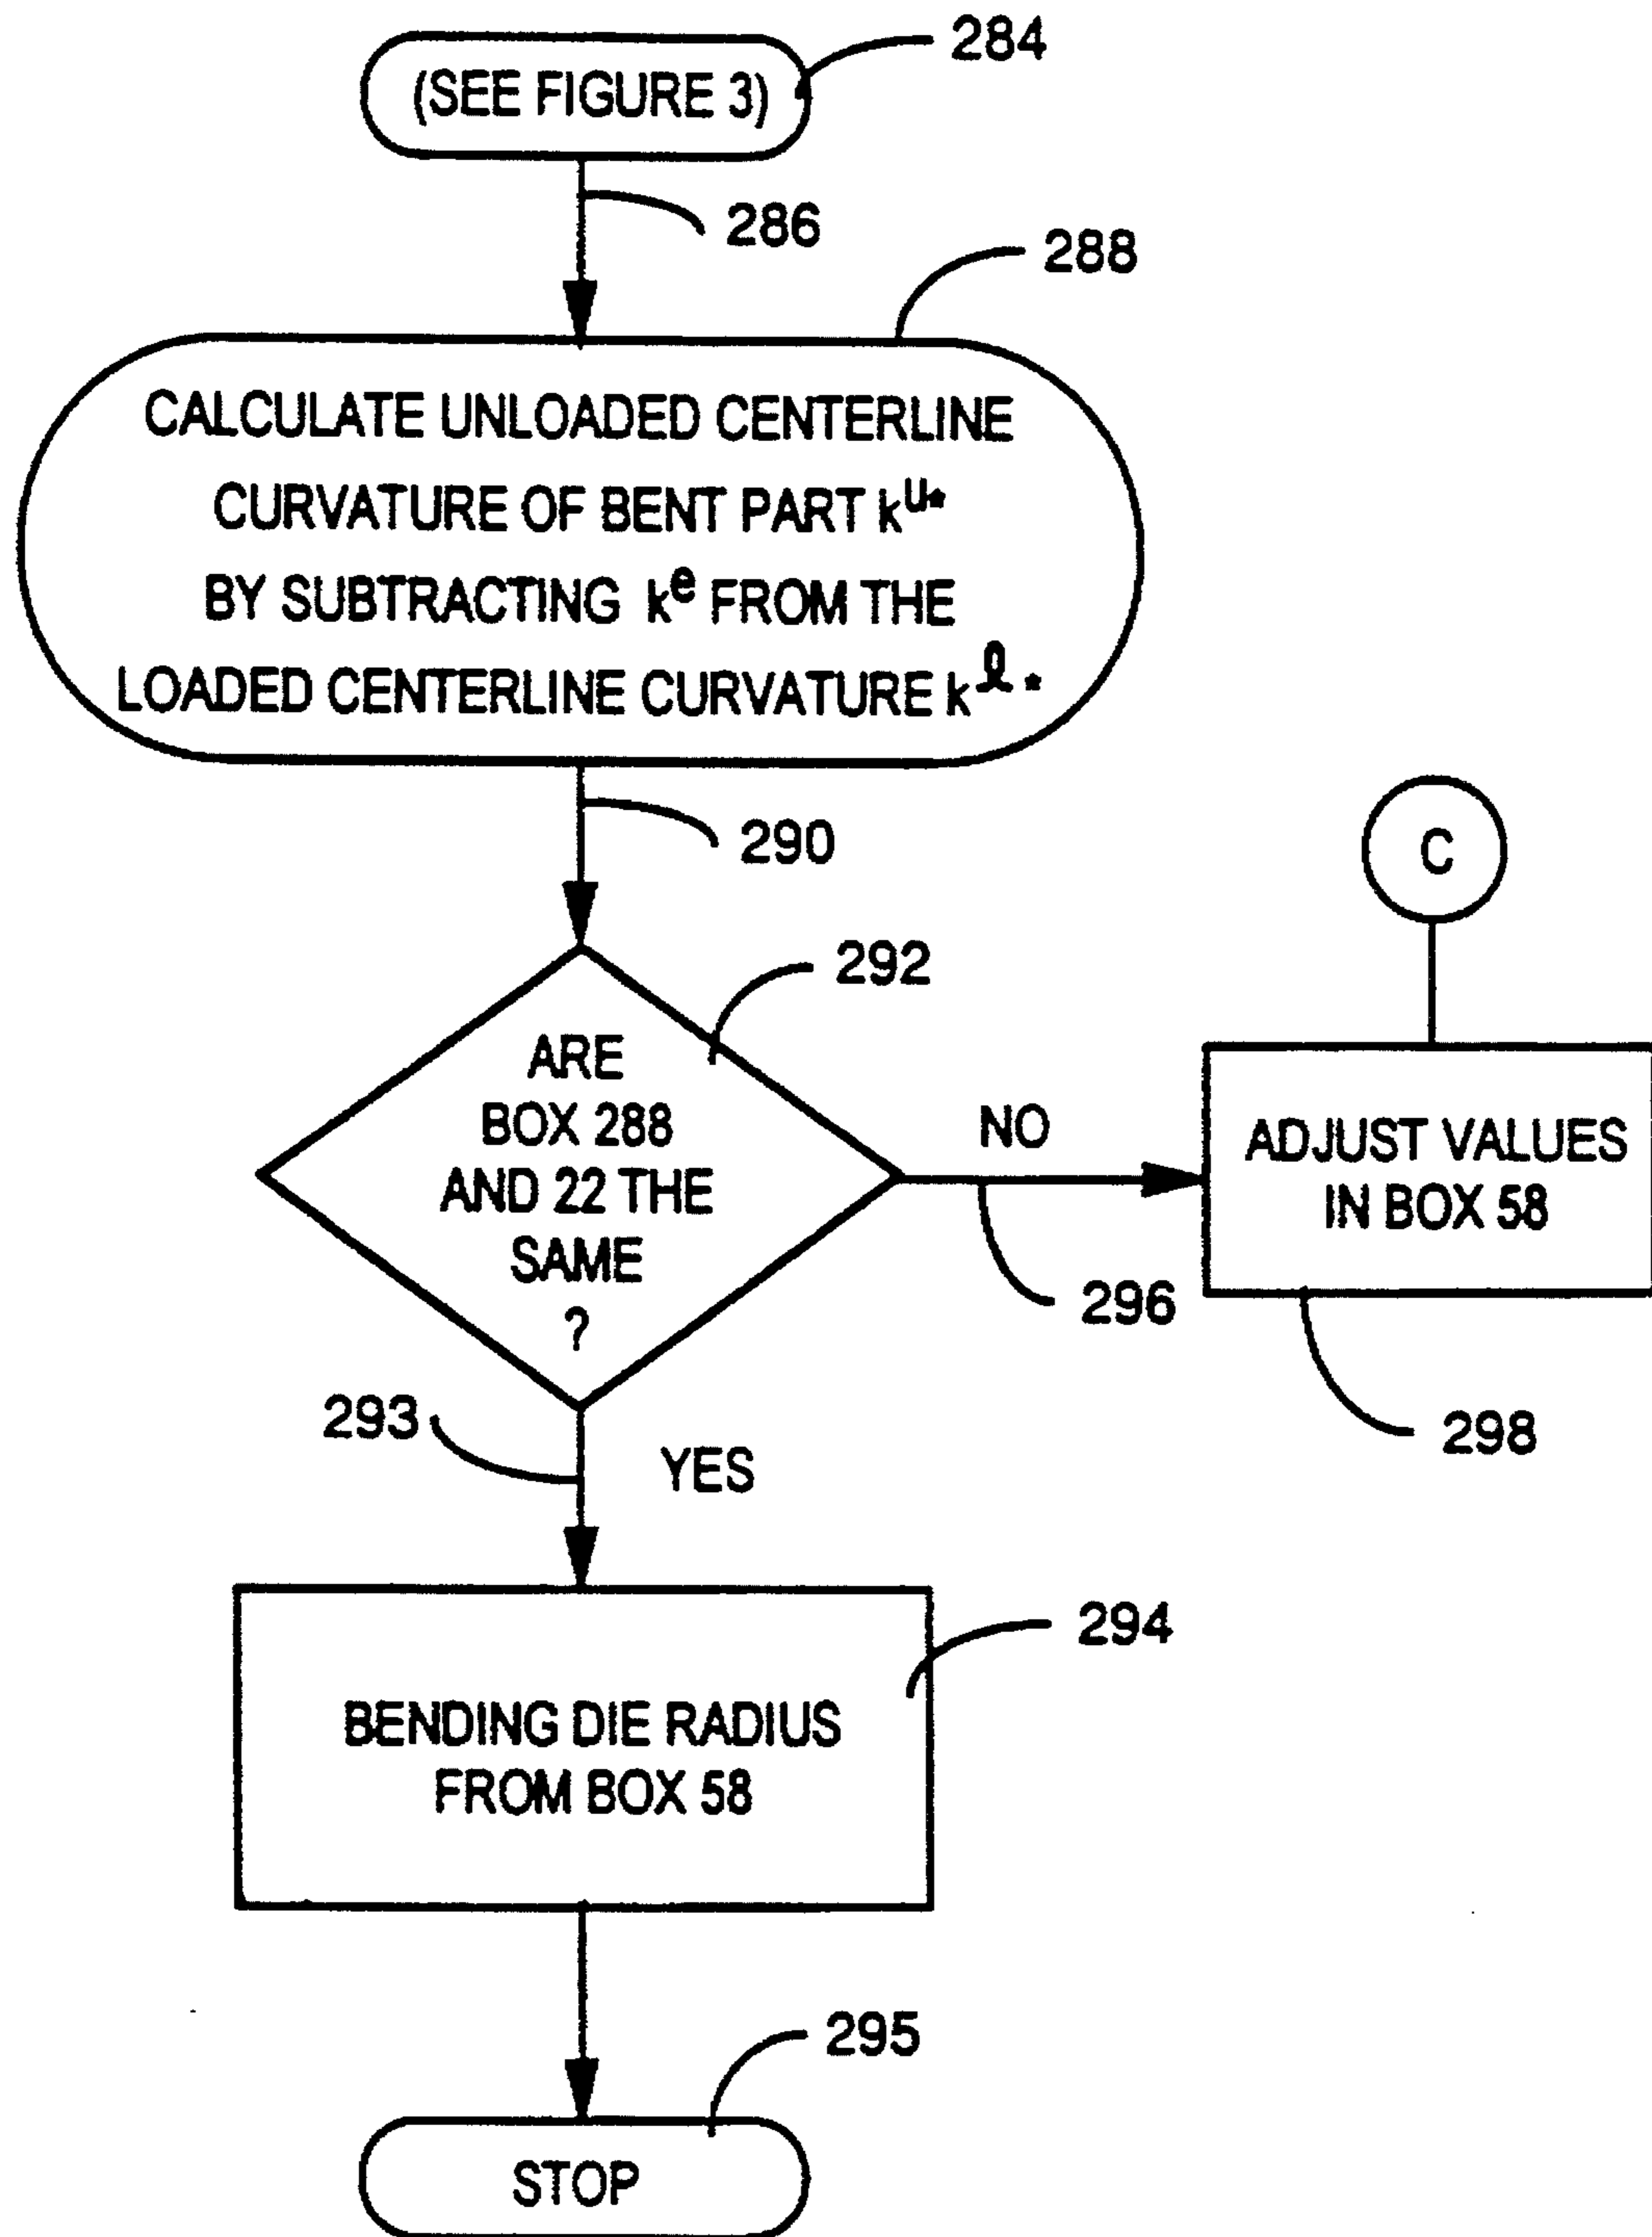 284
(SEE FIGURE 3)
286
288
CALCULATE UNLOADED CENTERLINE
CURVATURE OF BENT PART k^u*
BY SUBTRACTING k^e FROM THE
LOADED CENTERLINE CURVATURE k^ℓ*
290
C
292
ARE
BOX 288
AND 22 THE
SAME
?
NO
ADJUST VALUES
IN BOX 58
296
293
YES
298
294
BENDING DIE RADIUS
FROM BOX 58
295
STOP